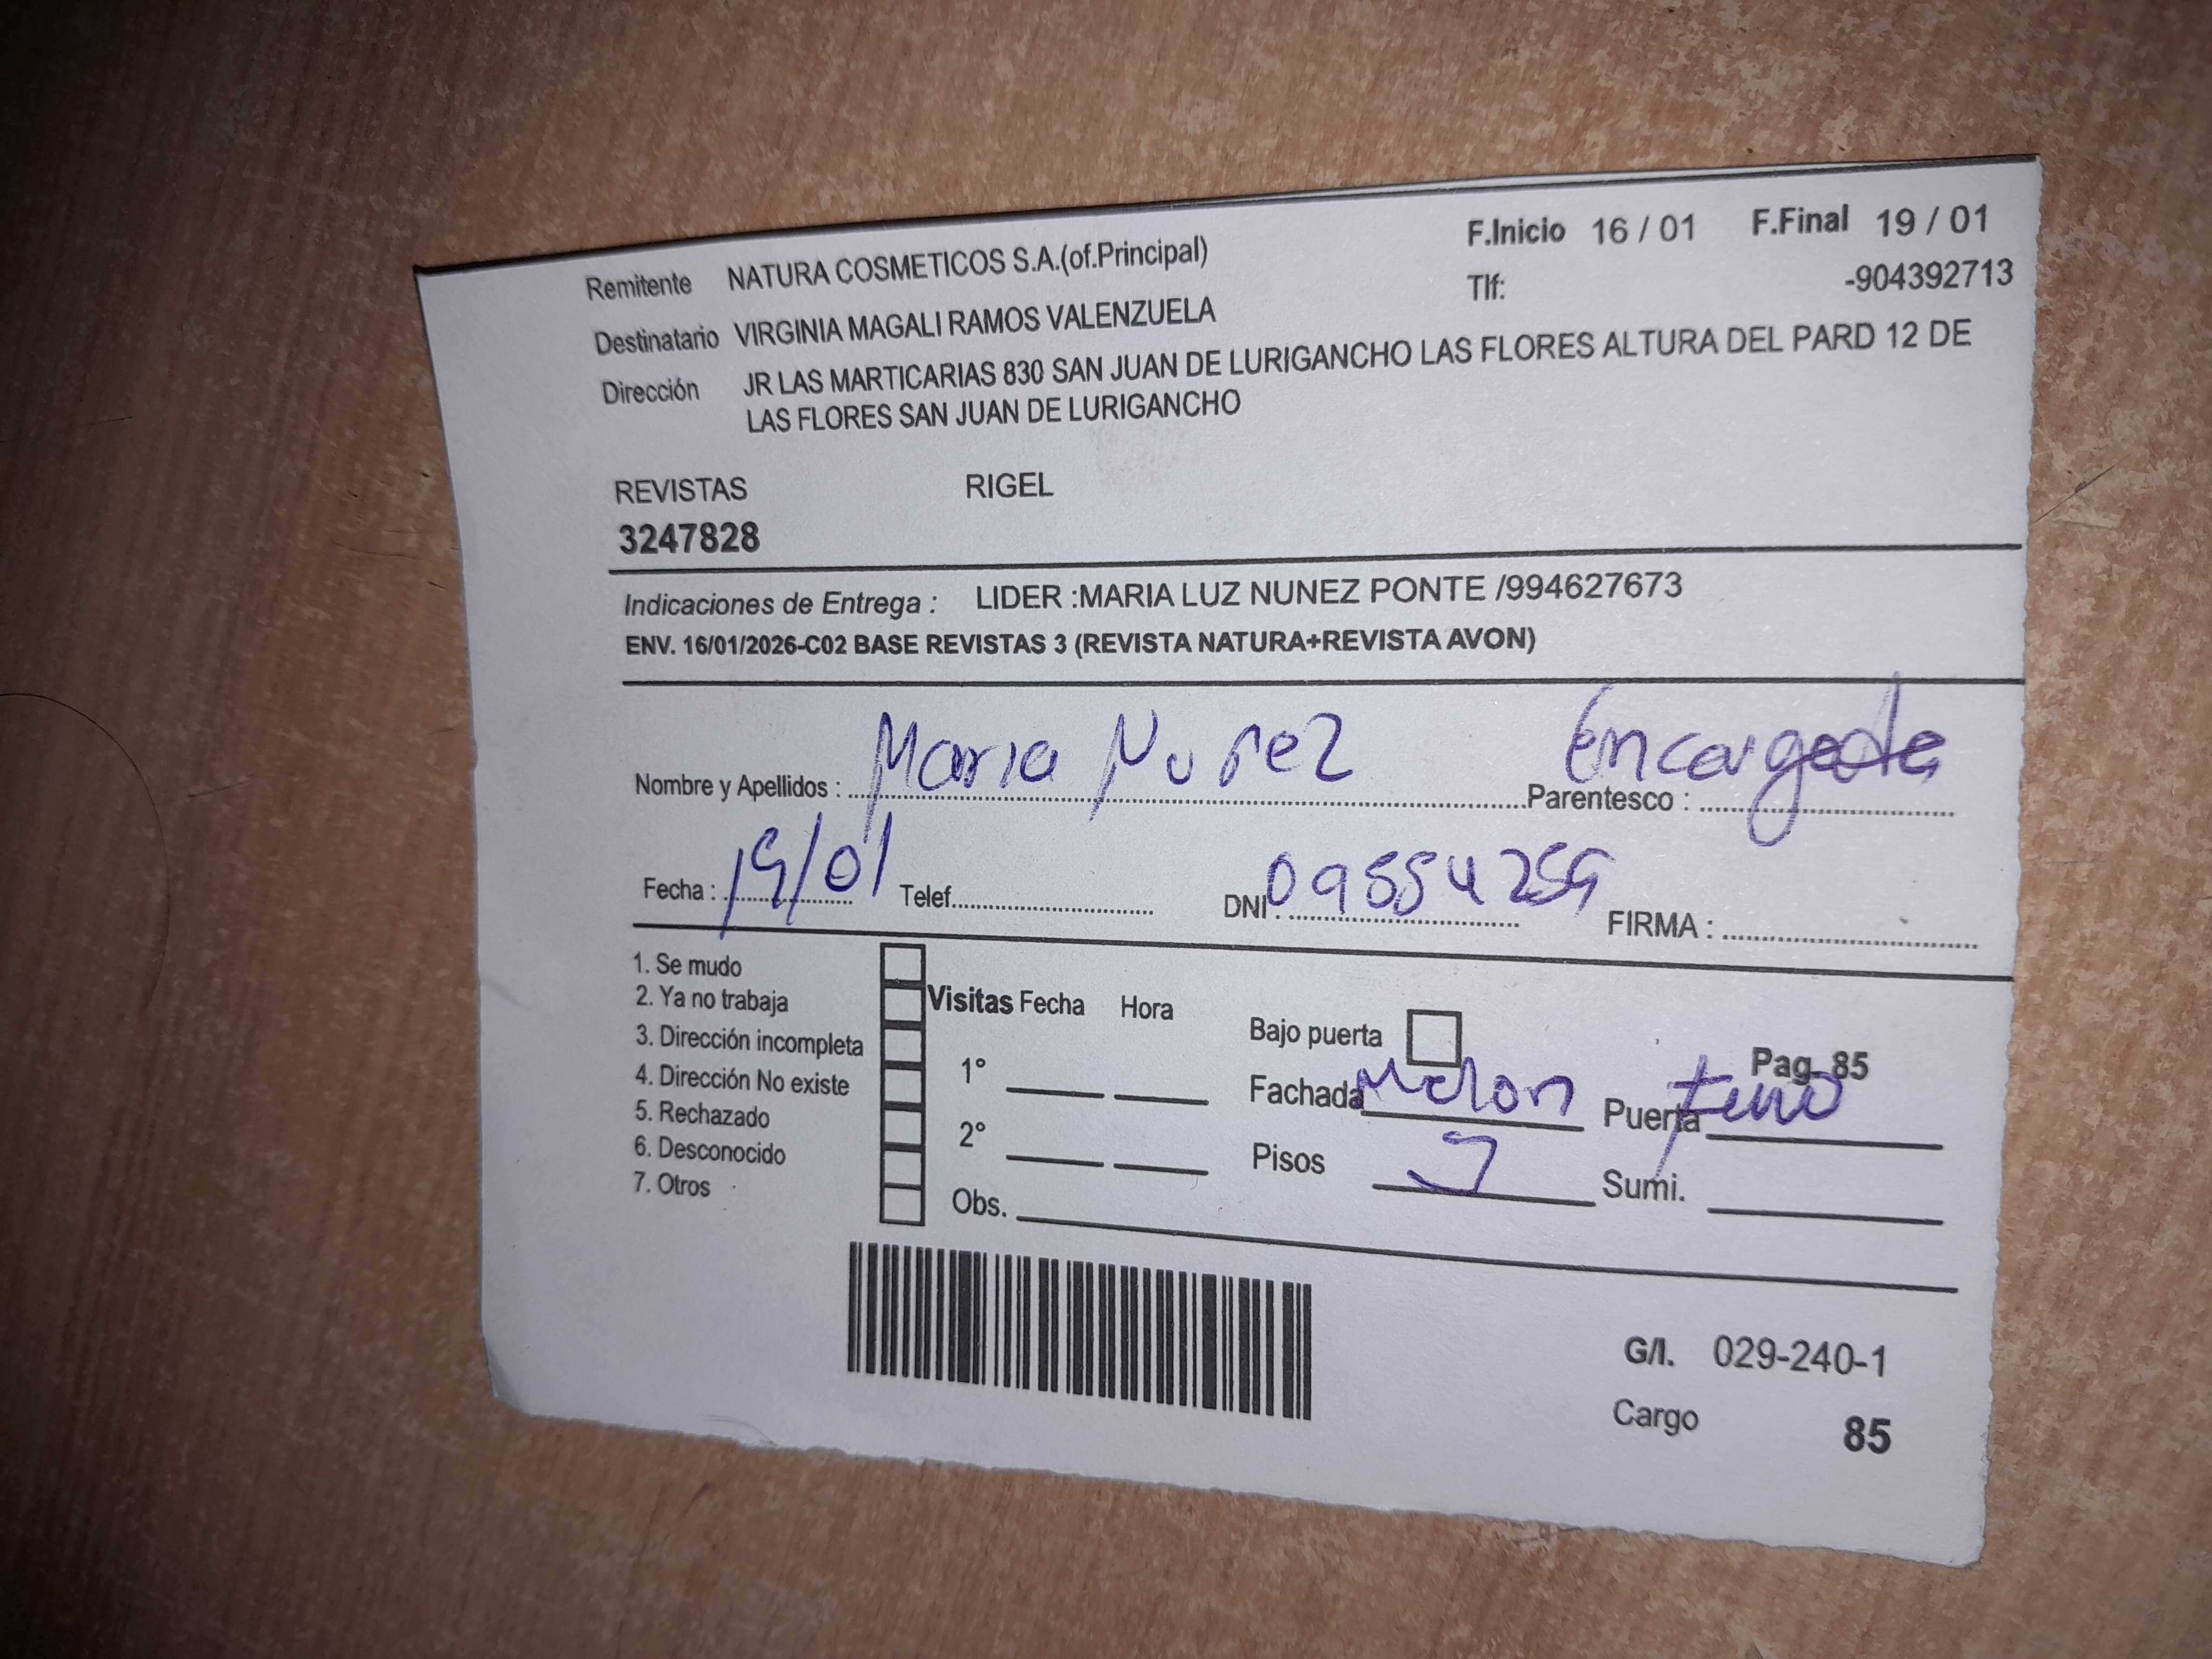 Remitente NATURA COSMETICOS S.A.(of.Principal) F.Inicio 16 / 01 F.Final 19 / 01
Tlf: -904392713
Destinatario VIRGINIA MAGALI RAMOS VALENZUELA
Dirección JR LAS MARTICARIAS 830 SAN JUAN DE LURIGANCHO LAS FLORES ALTURA DEL PARD 12 DE
LAS FLORES SAN JUAN DE LURIGANCHO
REVISTAS RIGEL
3247828
Indicaciones de Entrega : LIDER :MARIA LUZ NUNEZ PONTE /994627673
ENV. 16/01/2026-C02 BASE REVISTAS 3 (REVISTA NATURA+REVISTA AVON)
Nombre y Apellidos : Maria Nuñez Parentesco : Encargada
Fecha : 19/01 Telef. DNI : 09554259 FIRMA :
1. Se mudo
2. Ya no trabaja
3. Dirección incompleta
4. Dirección No existe
5. Rechazado
6. Desconocido
7. Otros
Visitas Fecha Hora
1°
2°
Obs.
Bajo puerta
Pag. 85
Fachada Melon Puerta
Pisos Sumi.
G/I. 029-240-1
Cargo 85